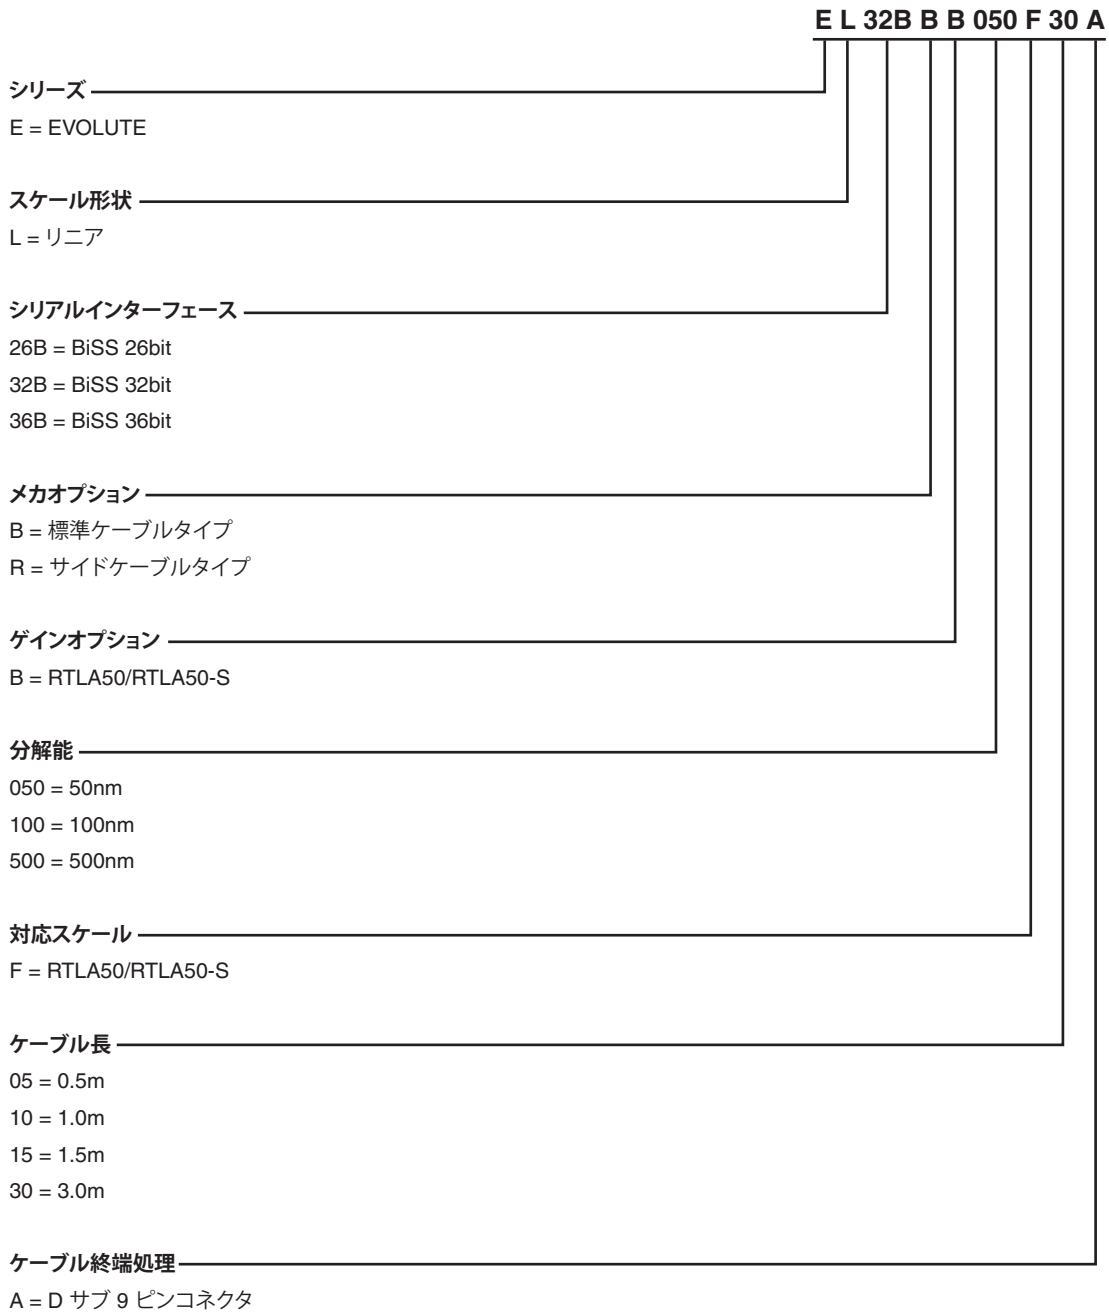 E L 32B B B 050 F 30 A
シリーズ
E = EVOLUTE
スケール形状
L = リニア
シリアルインターフェース
26B = BiSS 26bit
32B = BiSS 32bit
36B = BiSS 36bit
メカオプション
B = 標準ケーブルタイプ
R = サイドケーブルタイプ
ゲインオプション
B = RTLA50/RTLA50-S
分解能
050 = 50nm
100 = 100nm
500 = 500nm
対応スケール
F = RTLA50/RTLA50-S
ケーブル長
05 = 0.5m
10 = 1.0m
15 = 1.5m
30 = 3.0m
ケーブル終端処理
A = D サブ 9 ピンコネクタ